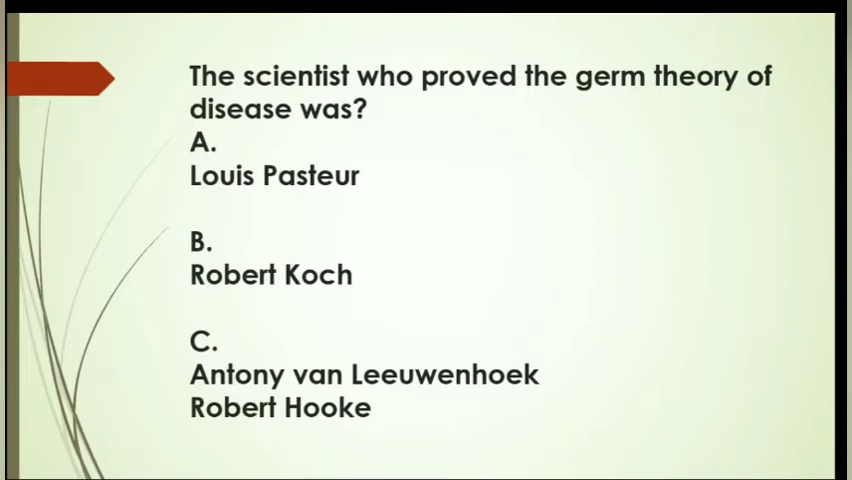 The scientist who proved the germ theory of
disease was?
A.
Louis Pasteur
B.
Robert Koch
C.
Antony van Leeuwenhoek
Robert Hooke